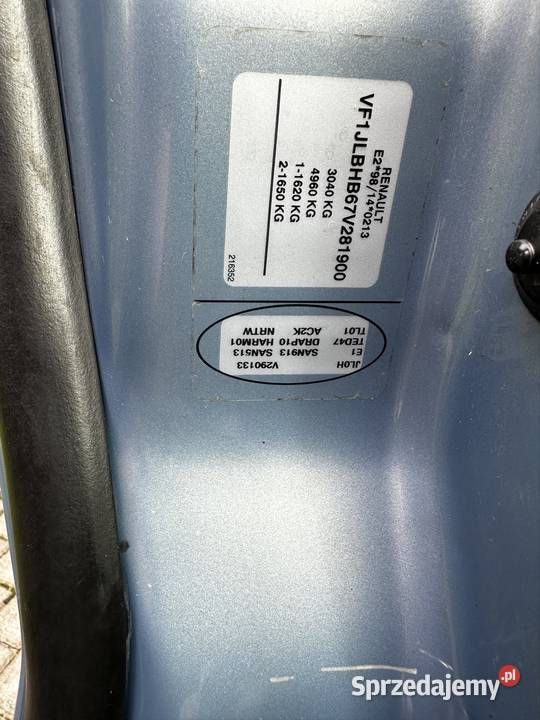 RENAULT
E2*98/14*0213
VF1JLBHB67V281900
3040 KG
4960 KG
1-1620 KG
2-1650 KG
216352
JL0H V290133
E1 SAN913 SAN513
TED47 DRAP10 HARM01
TL01 AC2K NRTW
Sprzedajemy.pl